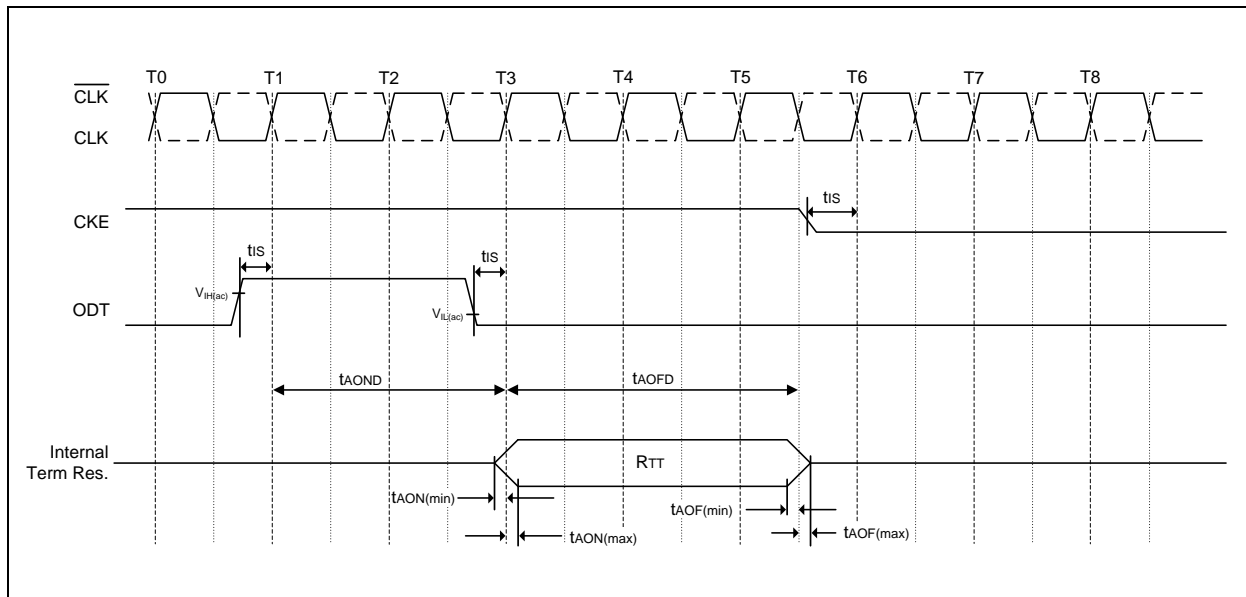 T0 T1 T2 T3 T4 T5 T6 T7 T8
CLK
CLK
CKE
tIS
tIS
tIS
VIH(ac)
ODT
VIL(ac)
tAOND
tAOFD
Internal
Term Res.
RTT
tAON(min)
tAOF(min)
tAON(max)
tAOF(max)